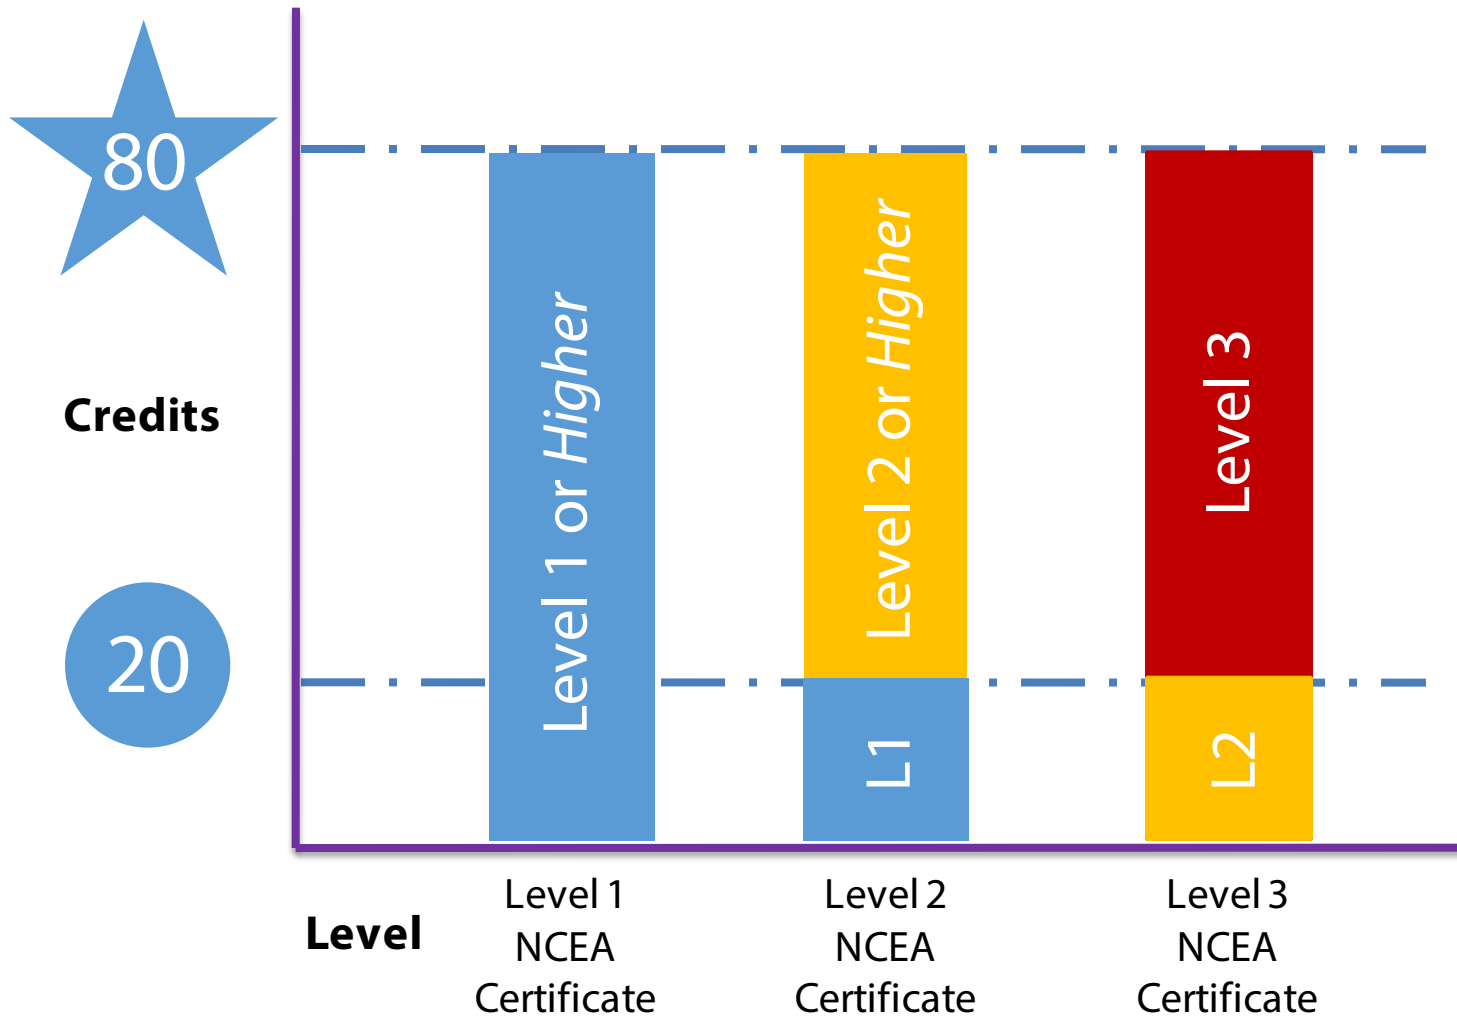 80
Credits
20
Level 1 or Higher
Level 2 or Higher
L1
Level 3
L2
Level
Level 1
NCEA
Certificate
Level 2
NCEA
Certificate
Level 3
NCEA
Certificate